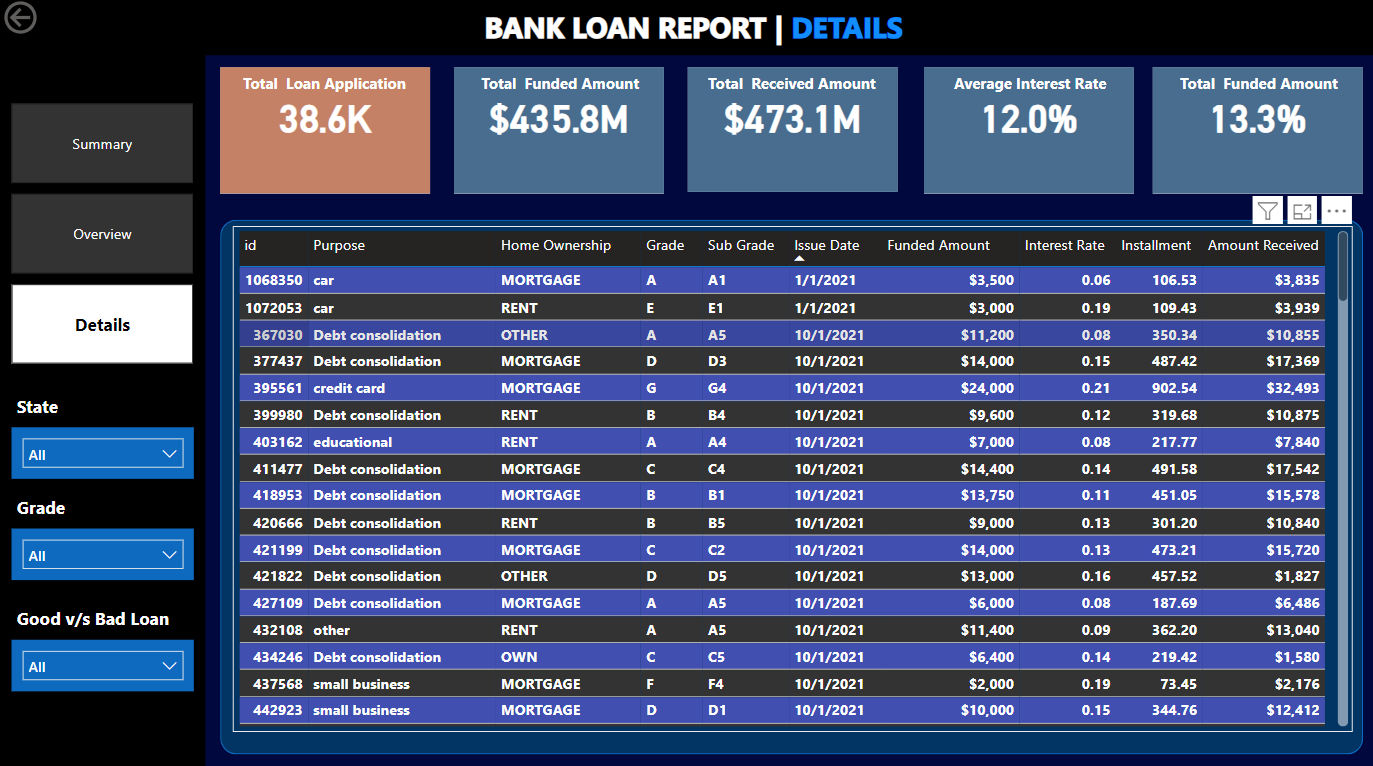 BANK LOAN REPORT | DETAILS
Total Loan Application
38.6K
Total Funded Amount
$435.8M
Total Received Amount
$473.1M
Average Interest Rate
12.0%
Total Funded Amount
13.3%
Summary
Overview
Details
State
All
Grade
All
Good v/s Bad Loan
All
id Purpose Home Ownership Grade Sub Grade Issue Date Funded Amount Interest Rate Installment Amount Received
1068350 car MORTGAGE A A1 1/1/2021 $3,500 0.06 106.53 $3,835
1072053 car RENT E E1 1/1/2021 $3,000 0.19 109.43 $3,939
367030 Debt consolidation OTHER A A5 10/1/2021 $11,200 0.08 350.34 $10,855
377437 Debt consolidation MORTGAGE D D3 10/1/2021 $14,000 0.15 487.42 $17,369
395561 credit card MORTGAGE G G4 10/1/2021 $24,000 0.21 902.54 $32,493
399980 Debt consolidation RENT B B4 10/1/2021 $9,600 0.12 319.68 $10,875
403162 educational RENT A A4 10/1/2021 $7,000 0.08 217.77 $7,840
411477 Debt consolidation MORTGAGE C C4 10/1/2021 $14,400 0.14 491.58 $17,542
418953 Debt consolidation MORTGAGE B B1 10/1/2021 $13,750 0.11 451.05 $15,578
420666 Debt consolidation RENT B B5 10/1/2021 $9,000 0.13 301.20 $10,840
421199 Debt consolidation MORTGAGE C C2 10/1/2021 $14,000 0.13 473.21 $15,720
421822 Debt consolidation OTHER D D5 10/1/2021 $13,000 0.16 457.52 $1,827
427109 Debt consolidation MORTGAGE A A5 10/1/2021 $6,000 0.08 187.69 $6,486
432108 other RENT A A5 10/1/2021 $11,400 0.09 362.20 $13,040
434246 Debt consolidation OWN C C5 10/1/2021 $6,400 0.14 219.42 $1,580
437568 small business MORTGAGE F F4 10/1/2021 $2,000 0.19 73.45 $2,176
442923 small business MORTGAGE D D1 10/1/2021 $10,000 0.15 344.76 $12,412